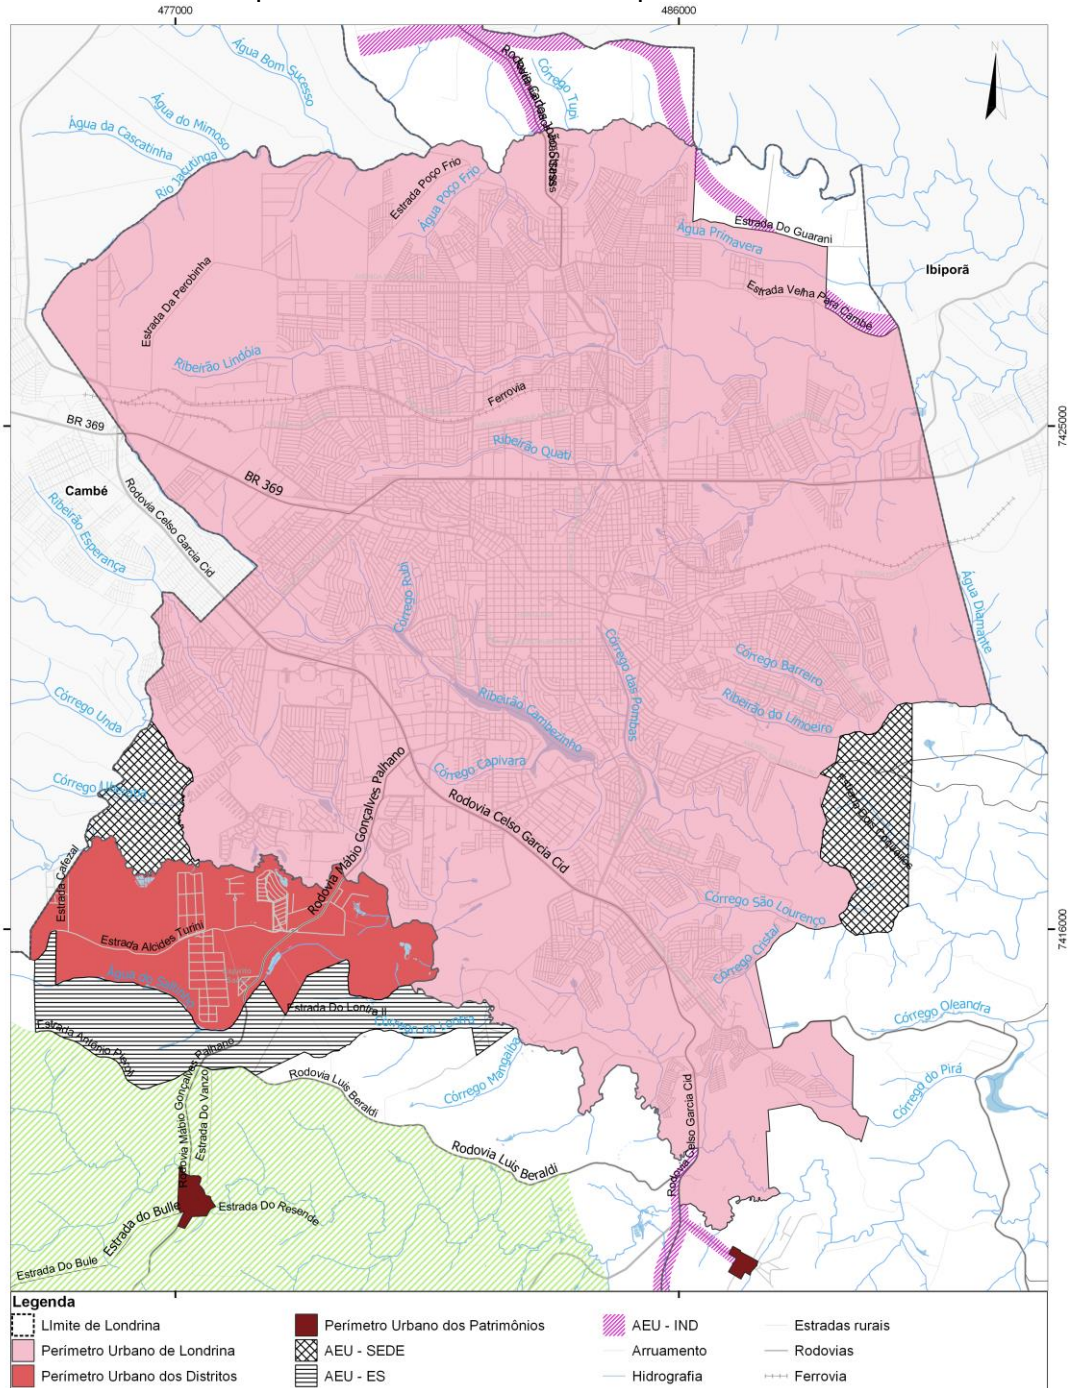 477000
486000
Água Bom Sucesso
Córrego Tupi
Água do Mimoso
Água da Cascatinha
Rio Jacutinga
Estrada Poço Frio
Água Poço Frio
Estrada Do Guarani
Água Primavera
Ibiporã
Estrada Da Perobinha
Estrada Velha Para Cambé
Ribeirão Lindóia
Ferrovia
7425000
BR 369
Ribeirão Quati
BR 369
Cambé
Rodovia Celso Garcia Cid
Ribeirão Esperança
Córrego Rubi
Água Diamante
Córrego das Pombas
Córrego Barreiro
Ribeirão do Limoeiro
Córrego Unda
Ribeirão Cambezinho
Córrego Capivara
Rodovia Mábio Gonçalves Palhano
Rodovia Celso Garcia Cid
Estrada Cafezal
Córrego São Lourenço
7416000
Estrada Alcides Turini
Córrego Cristal
Estrada Do Lontra II
Córrego Oleandra
Rodovia Mábio Gonçalves Palhano
Estrada Do Vanzo
Córrego Mangaíba
Rodovia Luís Beraldi
Córrego do Pirá
Rodovia Celso Garcia Cid
Rodovia Luís Beraldi
Estrada do Bulle
Estrada Do Resende
Estrada Do Bule
Legenda
LImite de Londrina
Perímetro Urbano dos Patrimônios
AEU - IND
Estradas rurais
Perímetro Urbano de Londrina
AEU - SEDE
Arruamento
Rodovias
Perímetro Urbano dos Distritos
AEU - ES
Hidrografia
Ferrovia